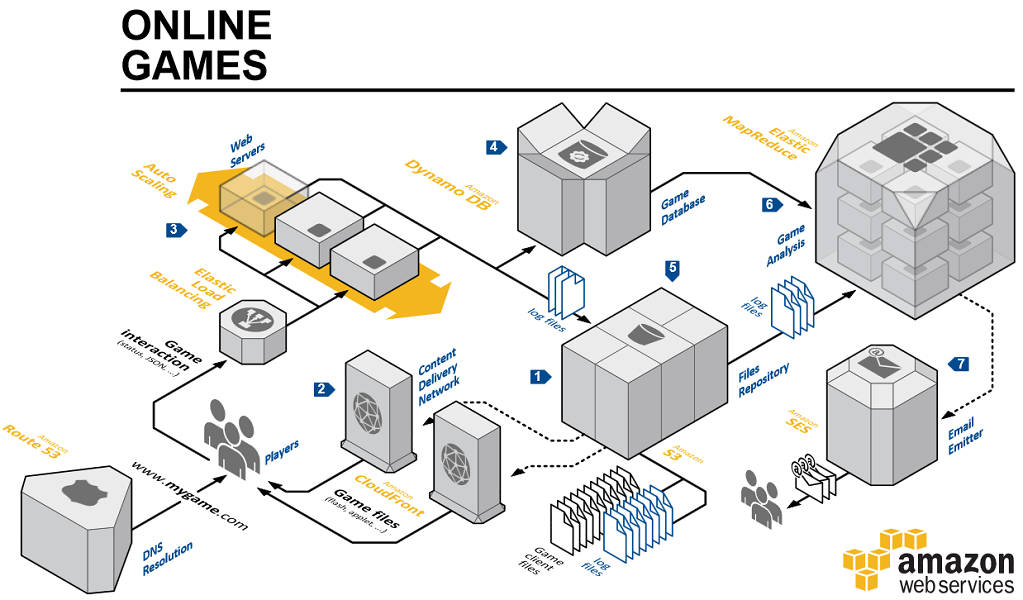 ONLINE
GAMES
Web
Servers
Auto
Scaling
3
Elastic
Load
Balancing
Game
interaction
(status, JSON, ...)
4
Amazon
Dynamo DB
Game
Database
Amazon
Elastic
MapReduce
6
Game
Analysis
5
log files
log files
1
Files
Repository
Amazon
S3
2
Content
Delivery
Network
Amazon
CloudFront
Game files
(flash, applet, ...)
Players
Amazon
Route 53
www.mygame.com
DNS
Resolution
Game
client
files
log
files
7
@
Amazon
SES
Email
Emitter
@@@
amazon
web services